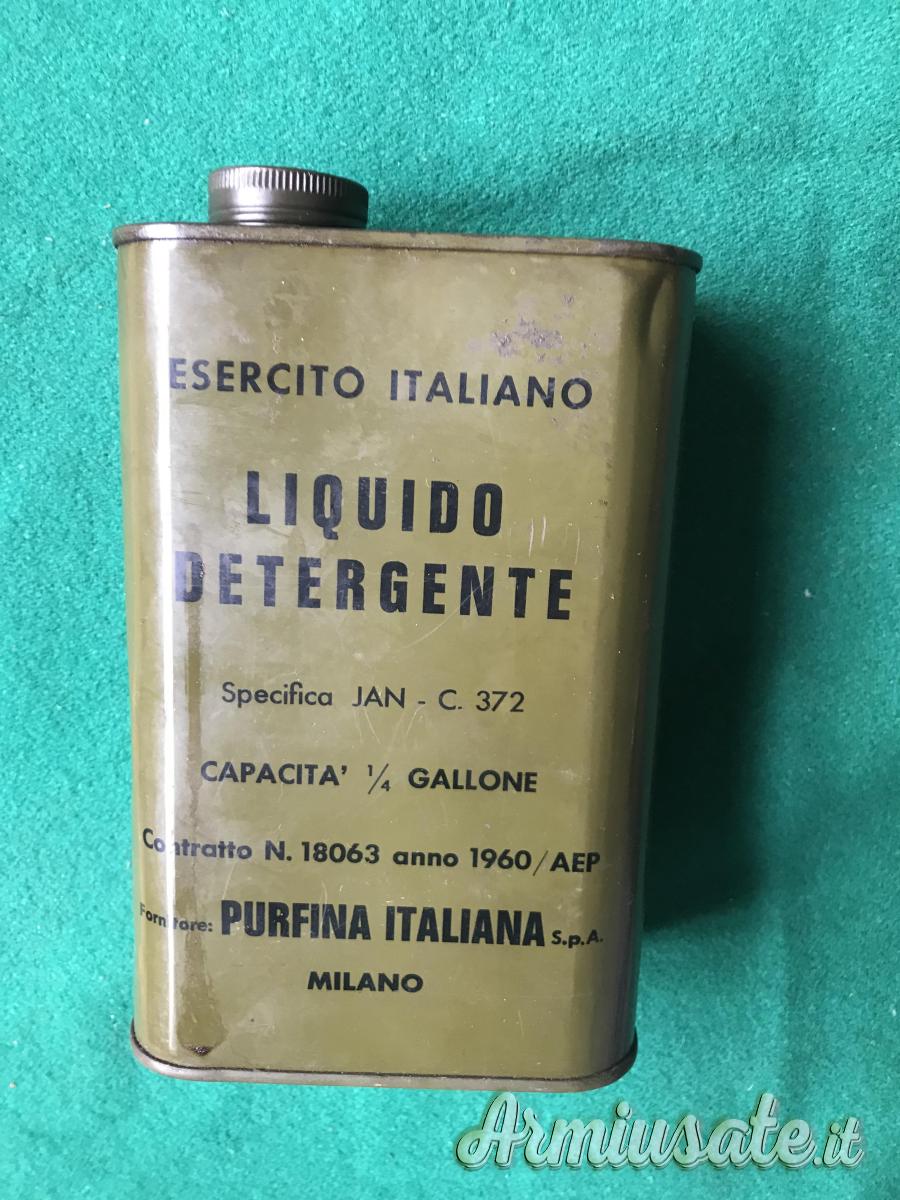 ESERCITO ITALIANO
LIQUIDO
DETERGENTE
Specifica JAN - C. 372
CAPACITA' 1/4 GALLONE
Contratto N. 18063 anno 1960/AEP
Fornitore: PURFINA ITALIANA S.p.A.
MILANO
Armiusate.it